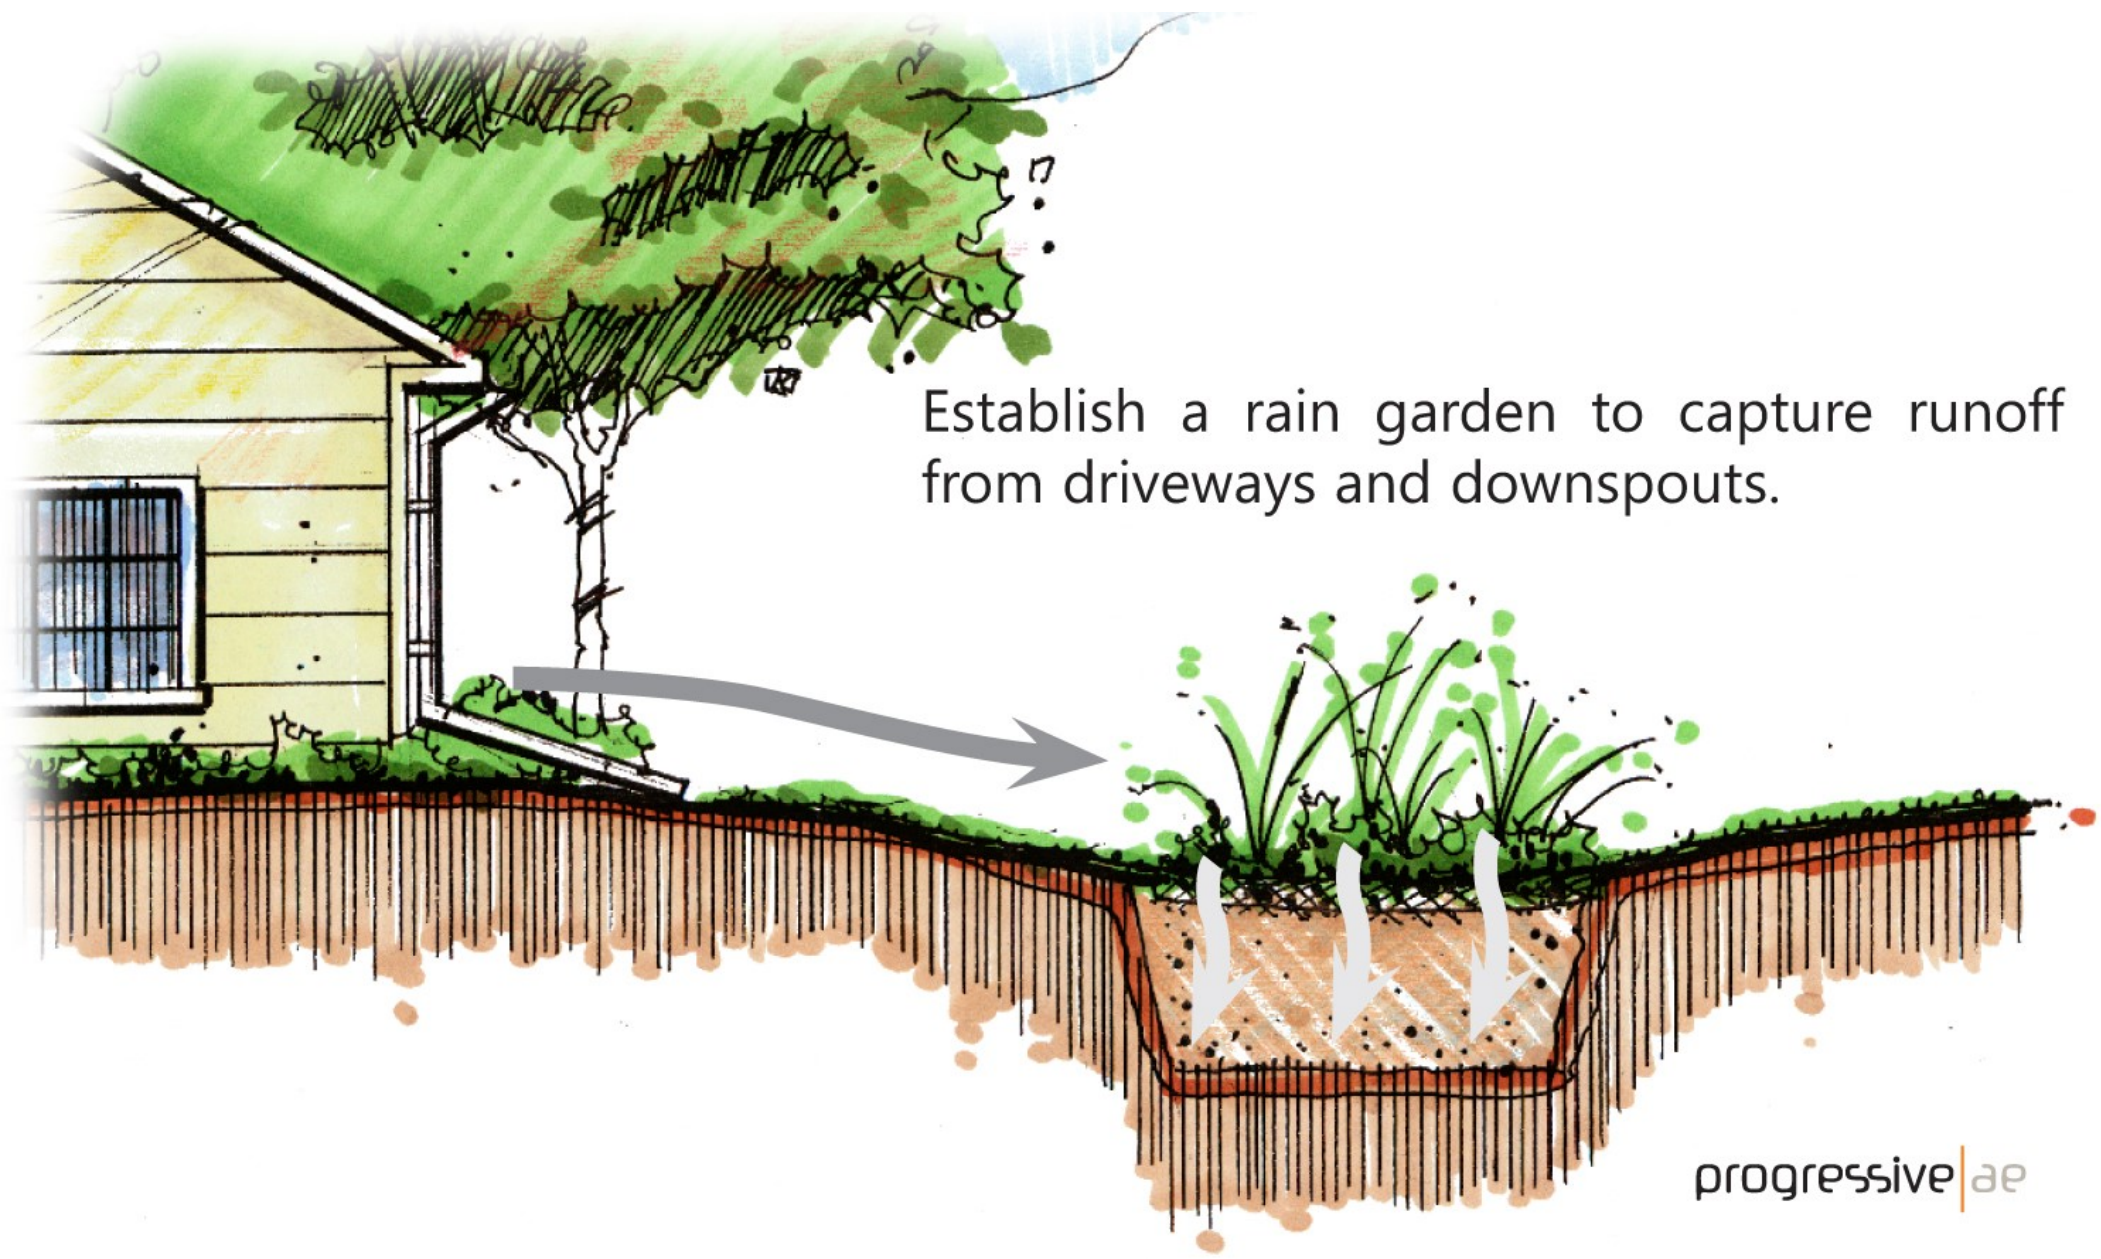 Establish a rain garden to capture runoff
from driveways and downspouts.
progressive|ae